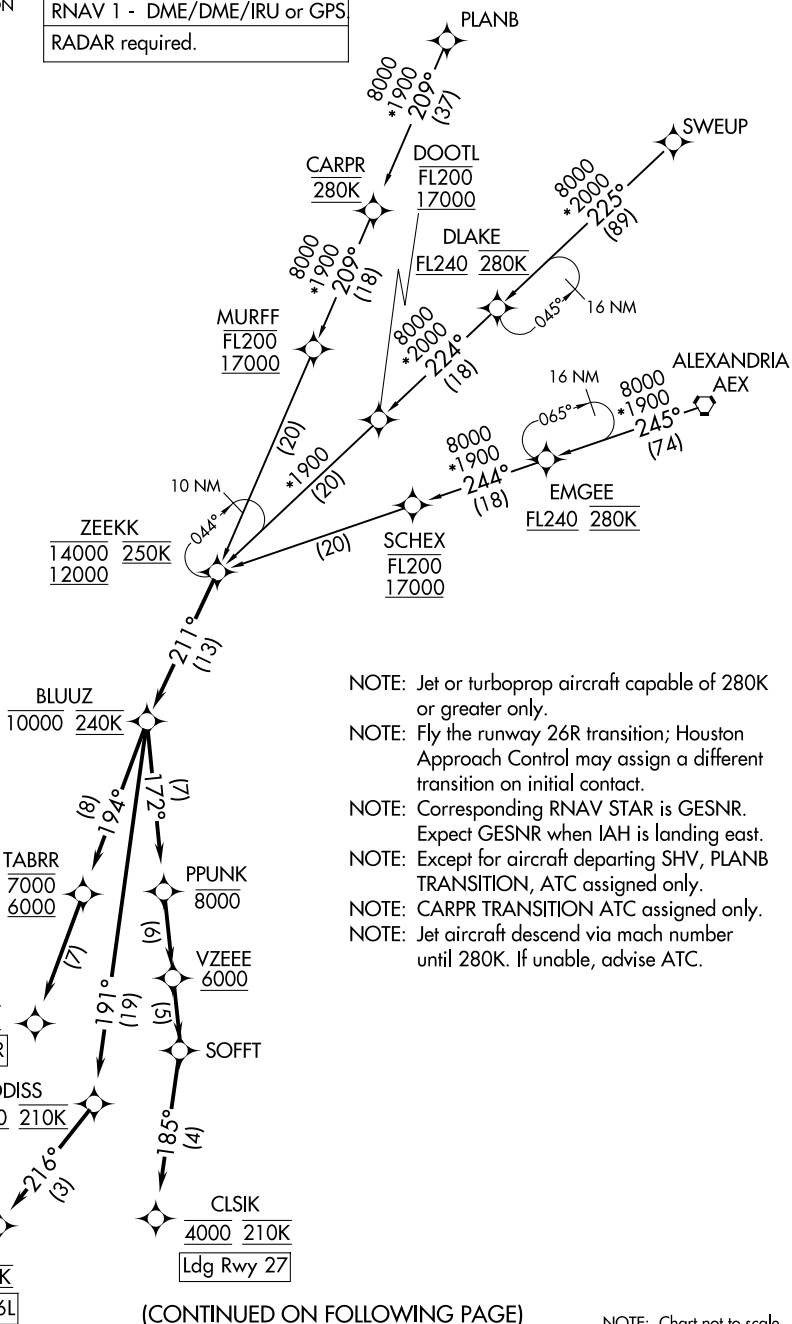 ON
RNAV 1 - DME/DME/IRU or GPS.
RADAR required.
PLANB
8000
*1900
209°
(37)
SWEUP
DOOTL
FL200
17000
CARPR
280K
8000
*2000
225°
(89)
DLAKE
FL240 280K
8000
*1900
209°
(18)
045°
16 NM
MURFF
FL200
17000
8000
*2000
224°
(18)
ALEXANDRIA
AEX
16 NM
065°
8000
*1900
245°
(74)
(20)
*1900
(20)
8000
*1900
244°
(18)
EMGEE
FL240 280K
10 NM
044°
ZEEKK
14000 250K
12000
(20)
SCHEX
FL200
17000
211°
(13)
BLUUZ
10000 240K
NOTE: Jet or turboprop aircraft capable of 280K
or greater only.
NOTE: Fly the runway 26R transition; Houston
Approach Control may assign a different
transition on initial contact.
NOTE: Corresponding RNAV STAR is GESNR.
Expect GESNR when IAH is landing east.
NOTE: Except for aircraft departing SHV, PLANB
TRANSITION, ATC assigned only.
NOTE: CARPR TRANSITION ATC assigned only.
NOTE: Jet aircraft descend via mach number
until 280K. If unable, advise ATC.
(8)
194°
172°
(7)
TABRR
7000
6000
PPUNK
8000
(7)
(6)
VZEEE
6000
191°
(19)
(5)
SOFFT
R
DISS
0 210K
185°
(4)
216°
(3)
CLSIK
4000 210K
Ldg Rwy 27
K
6L
(CONTINUED ON FOLLOWING PAGE)
NOTE: Chart not to scale